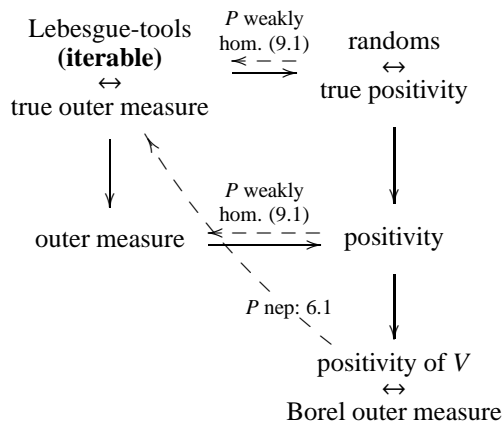 Lebesgue-tools
(iterable)
↔
true outer measure
P weakly
hom. (9.1)
randoms
↔
true positivity
outer measure
P weakly
hom. (9.1)
positivity
P nep: 6.1
positivity of V
↔
Borel outer measure